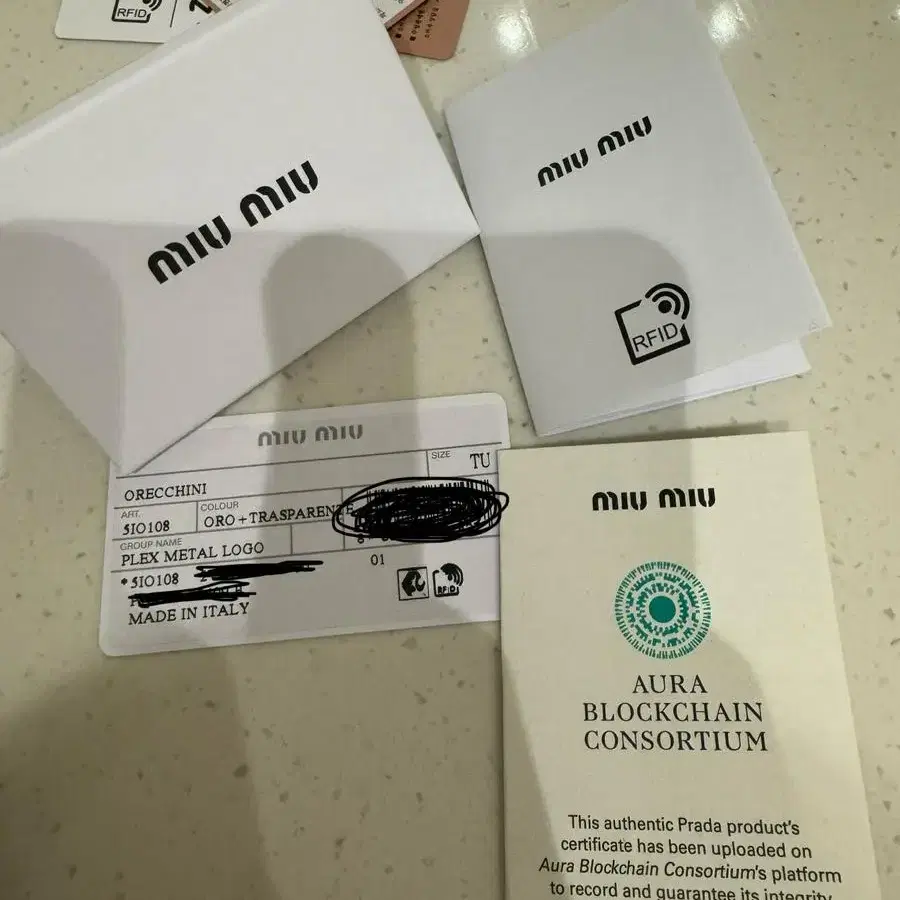 RFID
miu miu
miu miu
RFID
miu miu
SIZE TU
ORECCHINI
ART. 5IO108
COLOUR ORO+TRASPARENTE
GROUP NAME
PLEX METAL LOGO
*5IO108
01
RFID
MADE IN ITALY
miu miu
AURA
BLOCKCHAIN
CONSORTIUM
This authentic Prada product's
certificate has been uploaded on
Aura Blockchain Consortium's platform
to record and guarantee its integrity